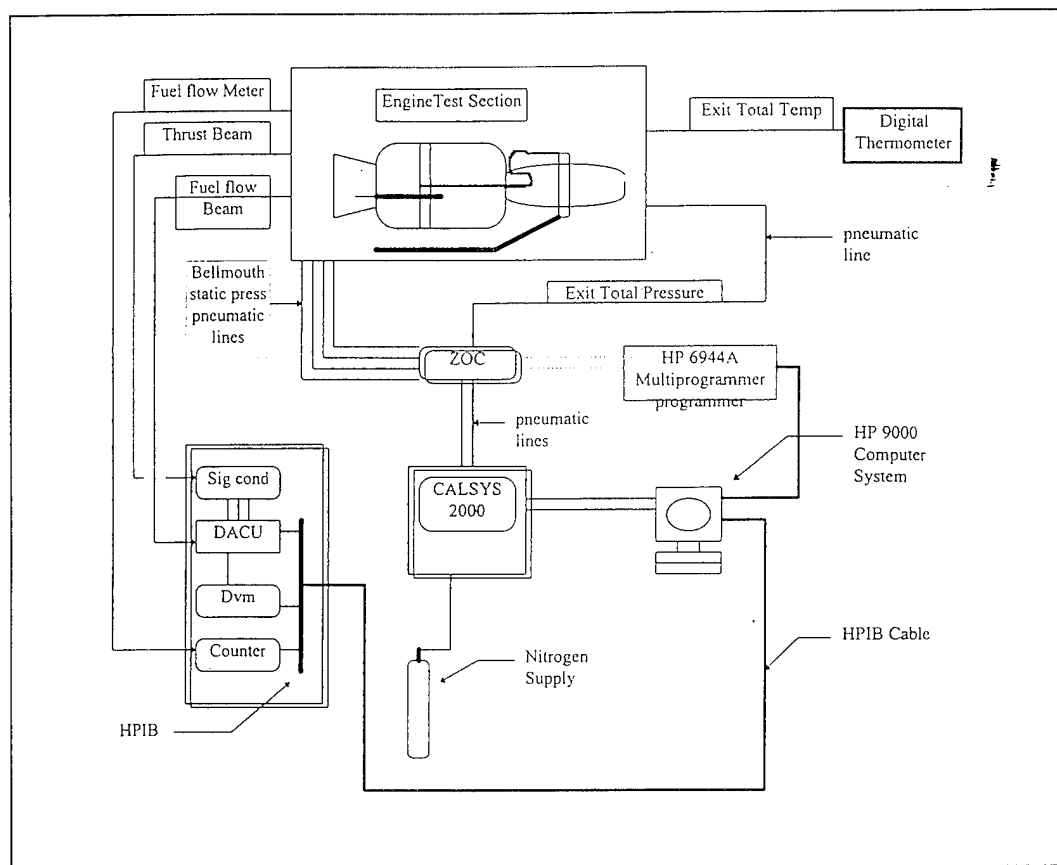 Fuel flow Meter
EngineTest Section
Exit Total Temp
Digital
Thermometer
Thrust Beam
Fuel flow
Beam
pneumatic
line
Bellmouth
static press
pneumatic
lines
Exit Total Pressure
ZOC
HP 6944A
Multiprogrammer
programmer
pneumatic
lines
HP 9000
Computer
System
Sig cond
CALSYS
2000
DACU
Dvm
Counter
HPIB Cable
Nitrogen
Supply
HPIB